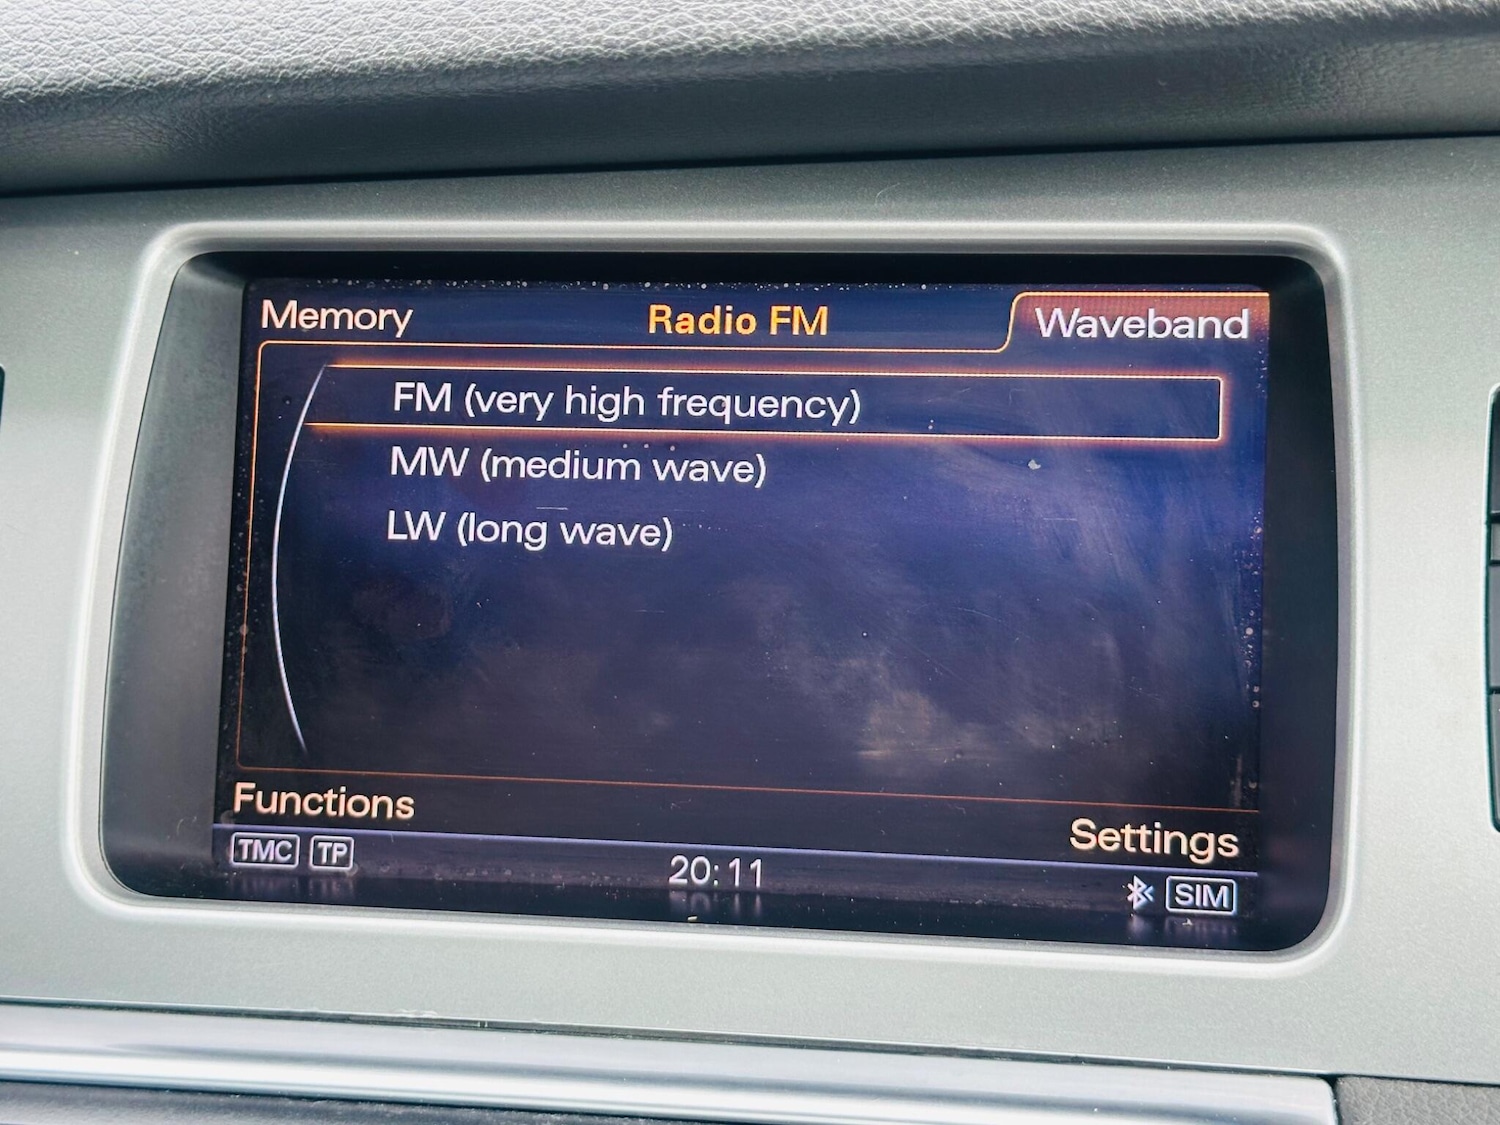 Memory
Radio FM
Waveband
FM (very high frequency)
MW (medium wave)
LW (long wave)
Functions
Settings
TMC TP
20:11
SIM